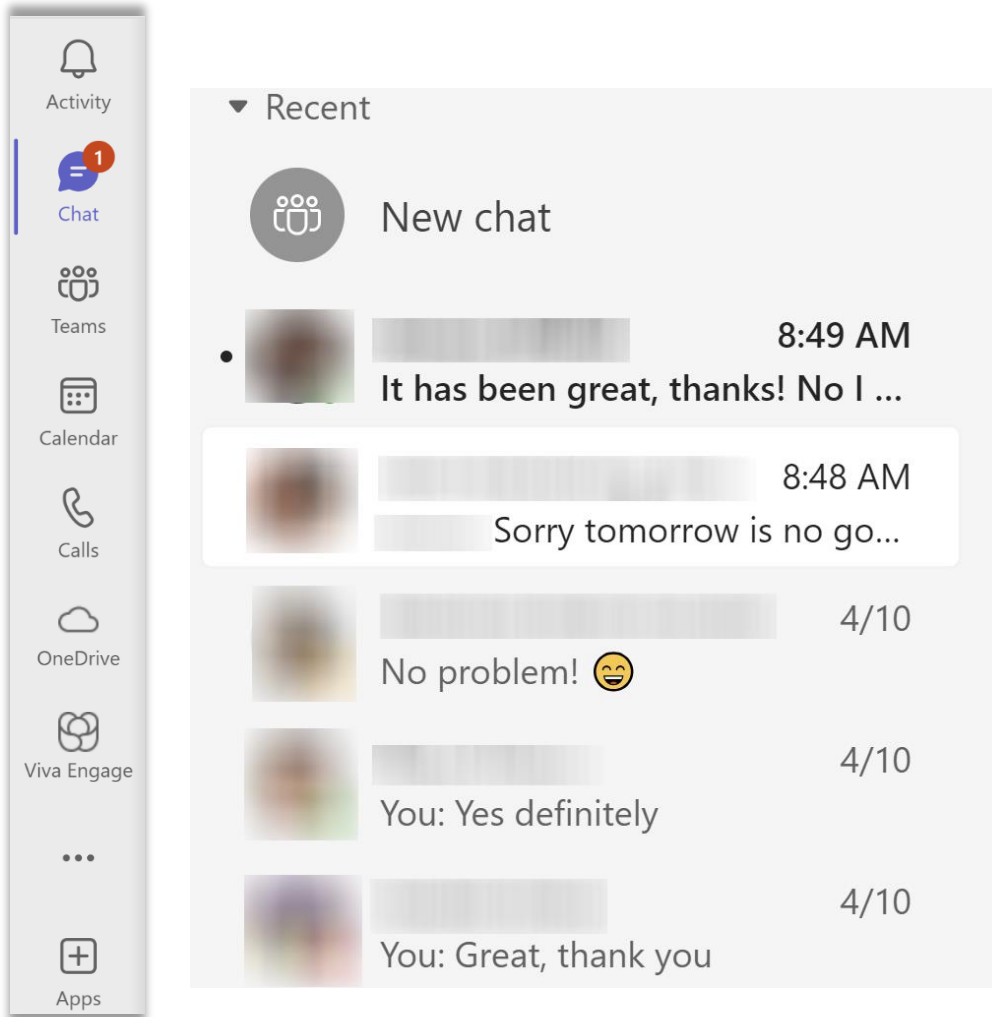 Activity
1
Chat
Teams
Calendar
Calls
OneDrive
Viva Engage
Apps
Recent
New chat
8:49 AM
It has been great, thanks! No I ...
8:48 AM
Sorry tomorrow is no go...
4/10
No problem! 😄
4/10
You: Yes definitely
4/10
You: Great, thank you